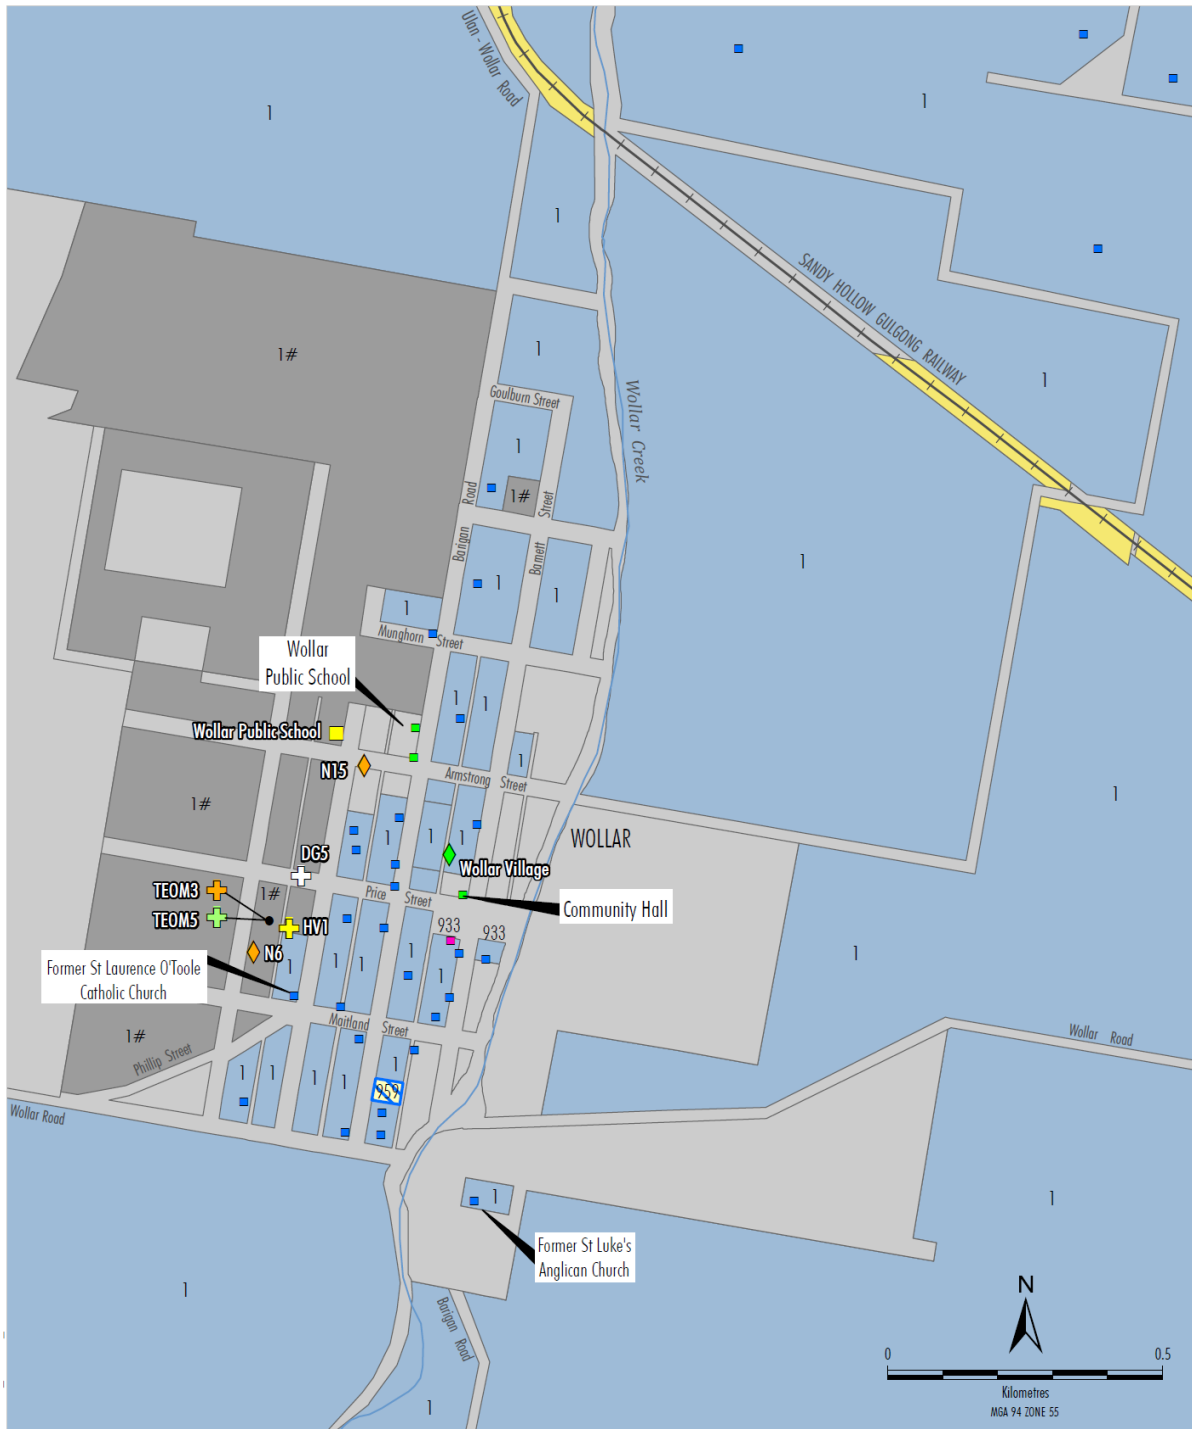 Ulan - Wollar Road
1
1
1
SANDY HOLLOW GULGONG RAILWAY
1#
1
1
Goulburn Street
Wollar Creek
1
1#
Road
Street
Barigan
Barnett
1
1
1
1
Munghorn Street
Wollar
Public School
1
1
Wollar Public School
N15
1
Armstrong Street
1#
1
1
1
1
WOLLAR
DG5
Wollar Village
TEOM3
1#
Price Street
TEOM5
HV1
Community Hall
933
933
N6
1
1
1
1
1
Former St Laurence O'Toole
Catholic Church
Maitland Street
1#
Phillip Street
Wollar Road
1
1
1
1
1
959
Wollar Road
1
1
Former St Luke's
Anglican Church
1
Barigan Road
1
N
0 0.5
Kilometres
MGA 94 ZONE 55